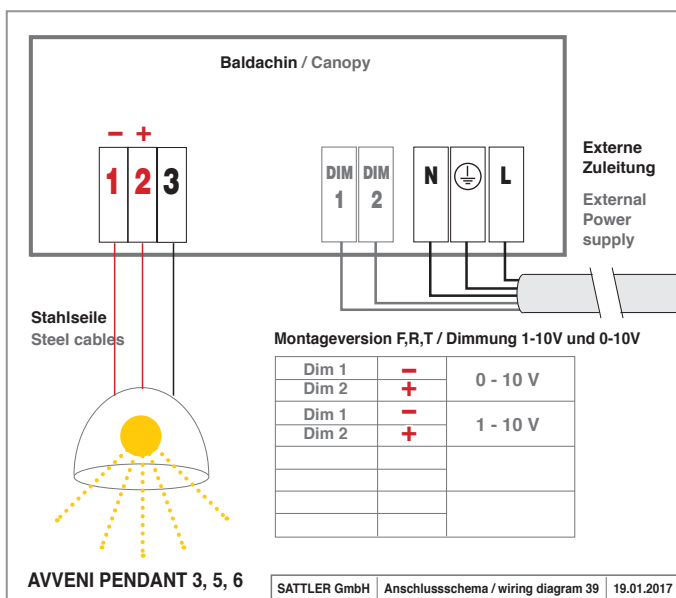 Baldachin / Canopy
− +
1 2 3
DIM 1
DIM 2
N
L
Externe
Zuleitung
External
Power
supply
Stahlseile
Steel cables
Montageversion F,R,T / Dimmung 1-10V und 0-10V
Dim 1 − 0 - 10 V
Dim 2 +
Dim 1 − 1 - 10 V
Dim 2 +
AVVENI PENDANT 3, 5, 6
SATTLER GmbH Anschlussschema / wiring diagram 39 19.01.2017